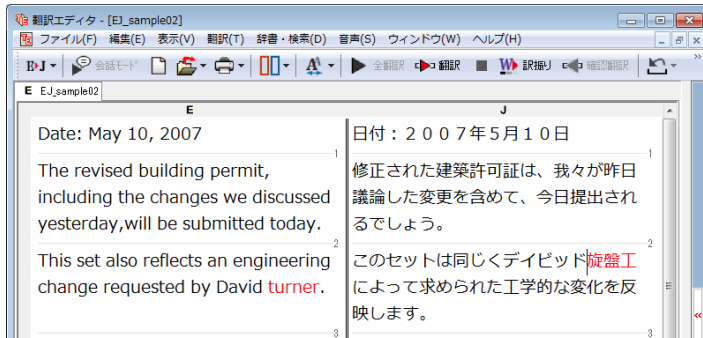 翻訳エディタ - [EJ_sample02]
ファイル(F) 編集(E) 表示(V) 翻訳(T) 辞書・検索(D) 音声(S) ウィンドウ(W) ヘルプ(H)
E›J 会話モード 全翻訳 翻訳 訳振り 確認翻訳
E EJ_sample02
E J
Date: May 10, 2007
日付：２００７年５月１０日
1 1
The revised building permit,
including the changes we discussed
yesterday,will be submitted today.
修正された建築許可証は、我々が昨日
議論した変更を含めて、今日提出され
るでしょう。
2 2
This set also reflects an engineering
change requested by David turner.
このセットは同じくデイビッド旋盤工
によって求められた工学的な変化を反
映します。
3 3